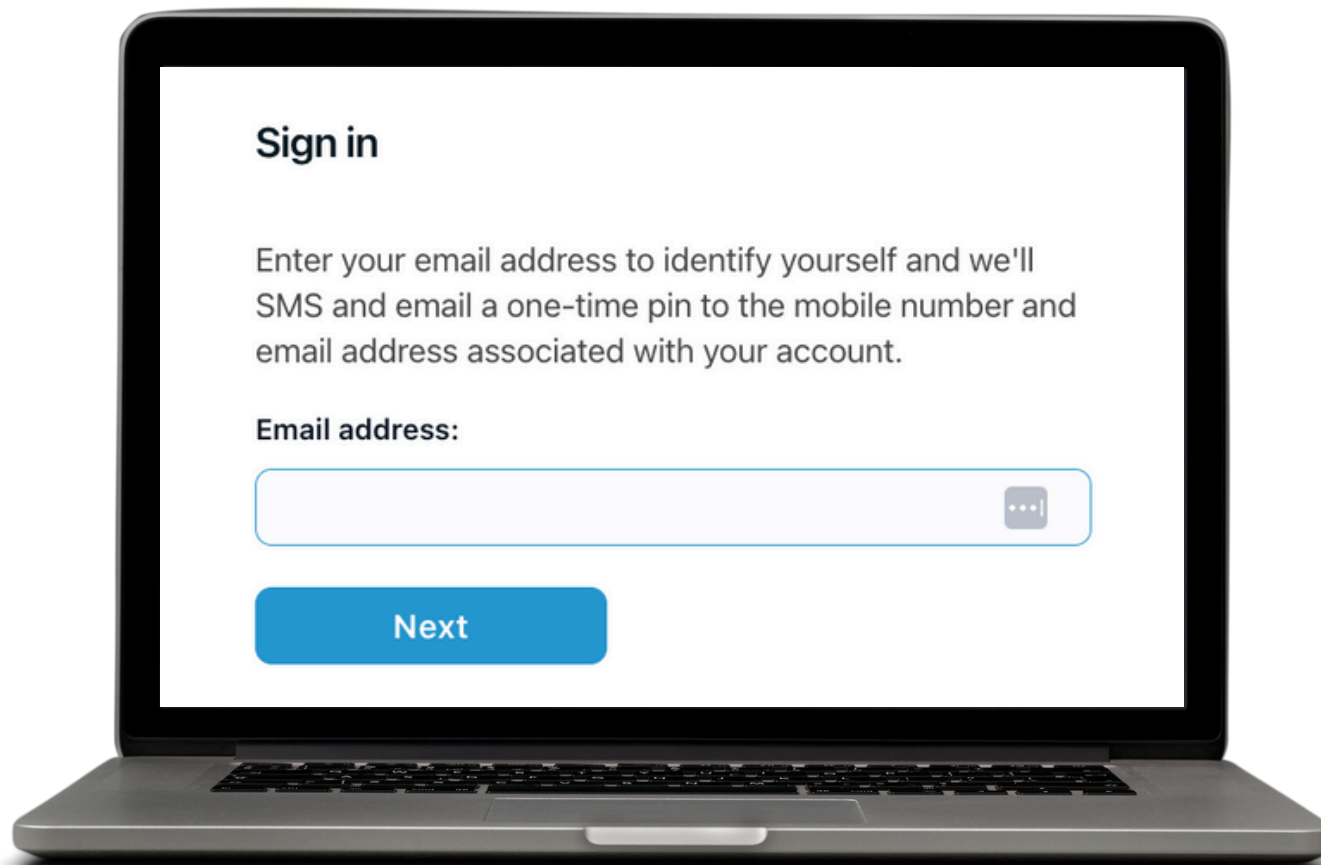 Sign in
Enter your email address to identify yourself and we'll
SMS and email a one-time pin to the mobile number and
email address associated with your account.
Email address:
Next